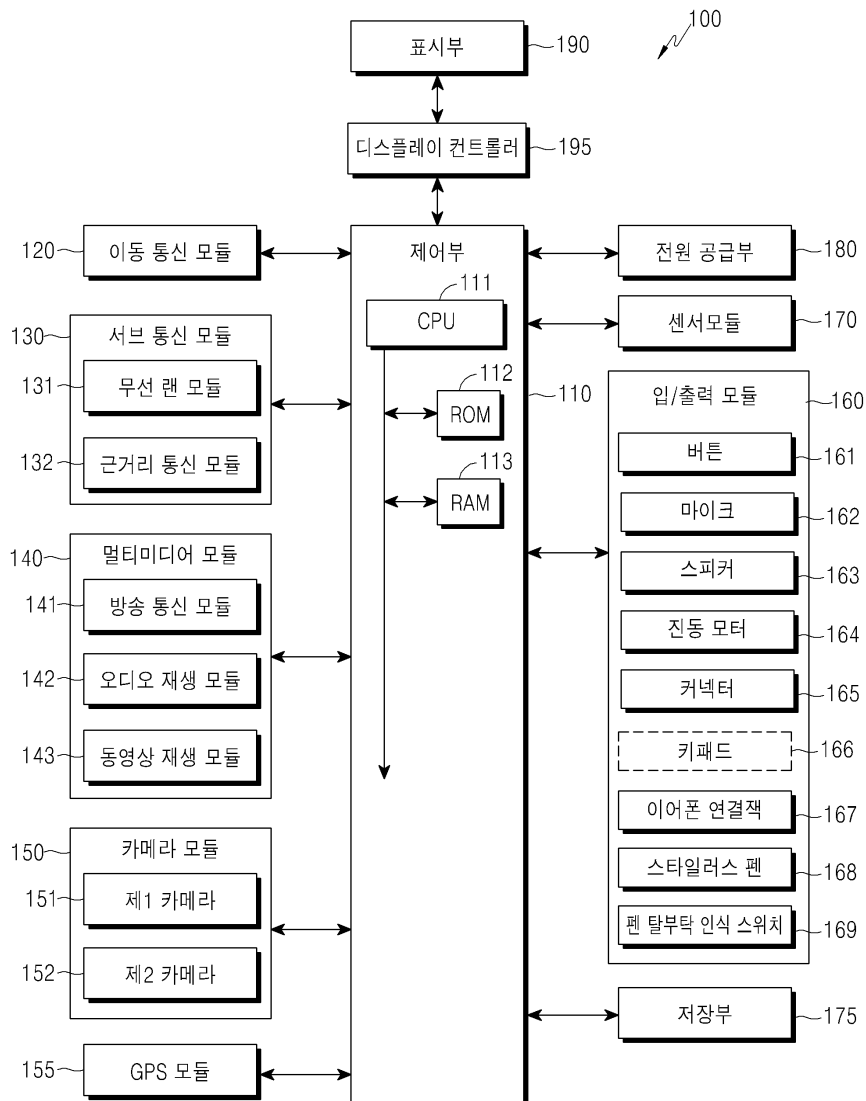 100
표시부
190
디스플레이 컨트롤러
195
120
이동 통신 모듈
제어부
전원 공급부
180
111
CPU
센서모듈
170
130
서브 통신 모듈
131
무선 랜 모듈
132
근거리 통신 모듈
112
ROM
113
RAM
110
입/출력 모듈
160
버튼
161
마이크
162
스피커
163
진동 모터
164
커넥터
165
키패드
166
이어폰 연결잭
167
스타일러스 펜
168
펜 탈부탁 인식 스위치
169
140
멀티미디어 모듈
141
방송 통신 모듈
142
오디오 재생 모듈
143
동영상 재생 모듈
150
카메라 모듈
151
제1 카메라
152
제2 카메라
저장부
175
155
GPS 모듈